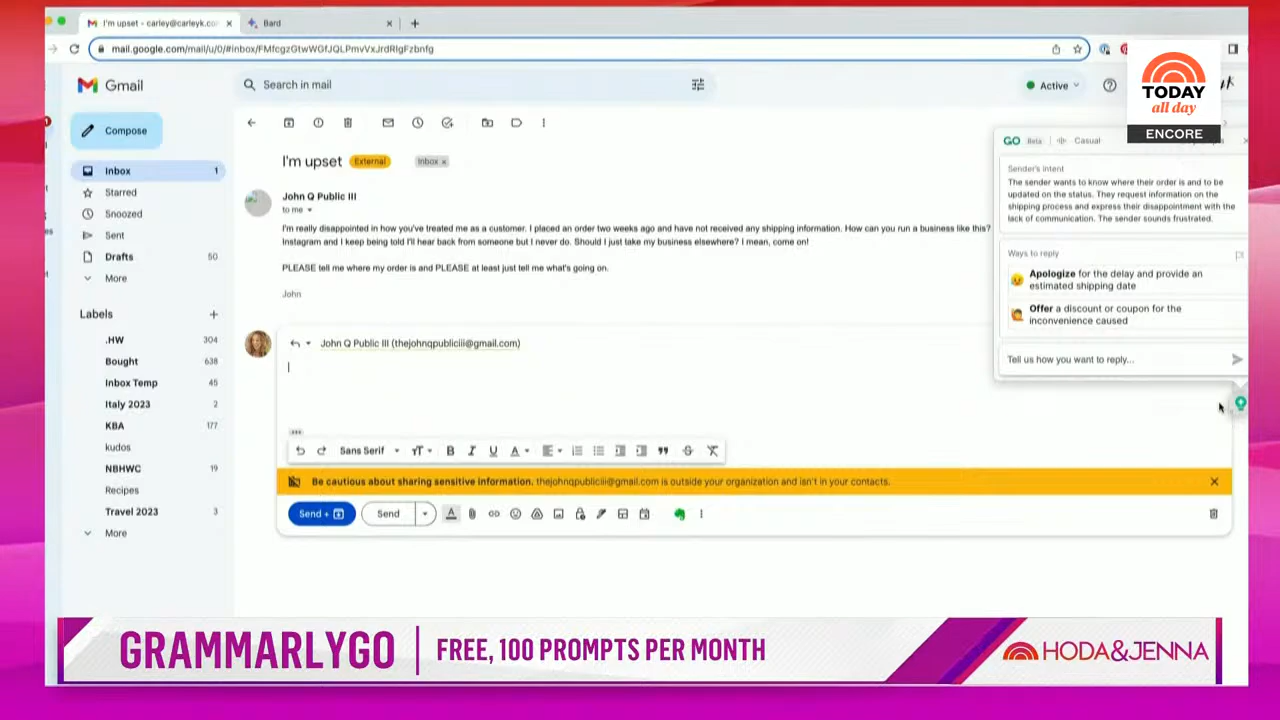 I'm upset - carley@carleyk.co
Bard
mail.google.com/mail/u/0/#inbox/FMfcgzGtwWGfJQLPmvVxJrdRlgFzbnfg
Gmail
Search in mail
Active
TODAY
all day
ENCORE
Compose
Inbox 1
Starred
Snoozed
Sent
Drafts 50
More
Labels
.HW 304
Bought 638
Inbox Temp 45
Italy 2023 2
KBA 177
kudos
NBHWC 19
Recipes
Travel 2023 3
More
I'm upset External Inbox x
John Q Public III
to me
I'm really disappointed in how you've treated me as a customer. I placed an order two weeks ago and have not received any shipping information. How can you run a business like this?
Instagram and I keep being told I'll hear back from someone but I never do. Should I just take my business elsewhere? I mean, come on!
PLEASE tell me where my order is and PLEASE at least just tell me what's going on.
John
John Q Public III (thejohnqpubliciii@gmail.com)
Sans Serif
Be cautious about sharing sensitive information. thejohnqpubliciii@gmail.com is outside your organization and isn't in your contacts.
Send +
Send
GO Beta Casual
Sender's intent
The sender wants to know where their order is and to be
updated on the status. They request information on the
shipping process and express their disappointment with the
lack of communication. The sender sounds frustrated.
Ways to reply
Apologize for the delay and provide an
estimated shipping date
Offer a discount or coupon for the
inconvenience caused
Tell us how you want to reply...
GRAMMARLYGO
FREE, 100 PROMPTS PER MONTH
HODA&JENNA